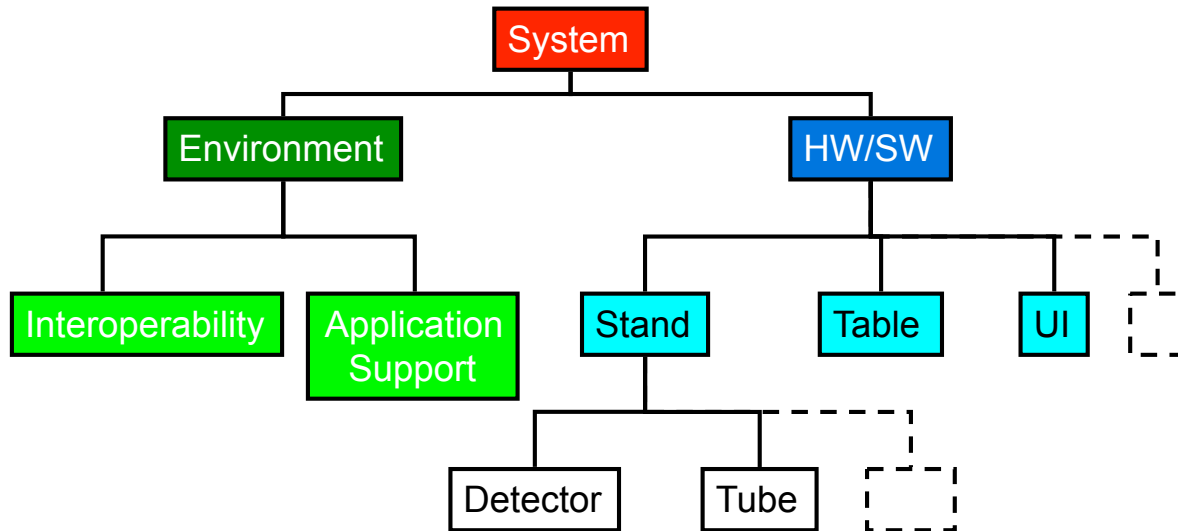 System
Environment
HW/SW
Interoperability
Application
Support
Stand
Table
UI
Detector
Tube